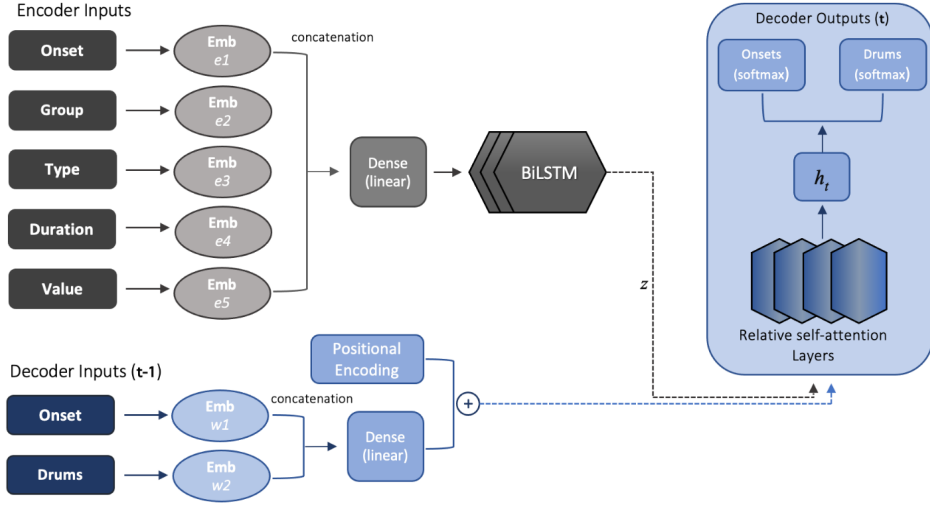 Encoder Inputs
Onset
Emb
e1
concatenation
Group
Emb
e2
Type
Emb
e3
Duration
Emb
e4
Value
Emb
e5
Dense
(linear)
BiLSTM
z
Decoder Inputs (t-1)
Onset
Emb
w1
concatenation
Drums
Emb
w2
Positional
Encoding
Dense
(linear)
+
Decoder Outputs (t)
Onsets
(softmax)
Drums
(softmax)
ht
Relative self-attention
Layers